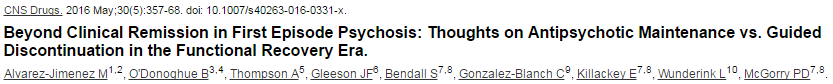 CNS Drugs. 2016 May;30(5):357-68. doi: 10.1007/s40263-016-0331-x.
Beyond Clinical Remission in First Episode Psychosis: Thoughts on Antipsychotic Maintenance vs. Guided
Discontinuation in the Functional Recovery Era.
Alvarez-Jimenez M1,2, O'Donoghue B3,4, Thompson A5, Gleeson JF6, Bendall S7,8, Gonzalez-Blanch C9, Killackey E7,8, Wunderink L10, McGorry PD7,8.